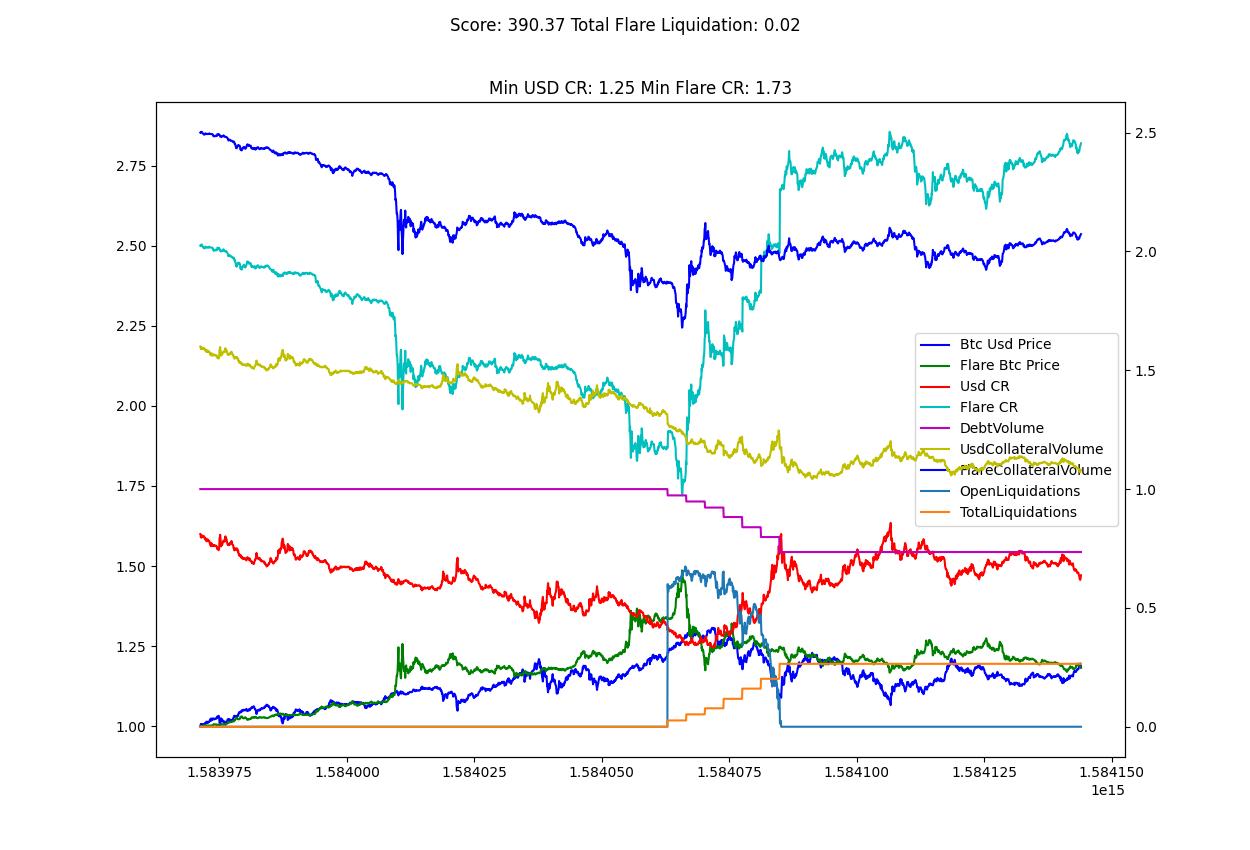 Score: 390.37 Total Flare Liquidation: 0.02
Min USD CR: 1.25 Min Flare CR: 1.73
2.75
2.50
2.25
2.00
1.75
1.50
1.25
1.00
2.5
2.0
1.5
1.0
0.5
0.0
Btc Usd Price
Flare Btc Price
Usd CR
Flare CR
DebtVolume
UsdCollateralVolume
FlareCollateralVolume
OpenLiquidations
TotalLiquidations
1.583975 1.584000 1.584025 1.584050 1.584075 1.584100 1.584125 1.584150
1e15